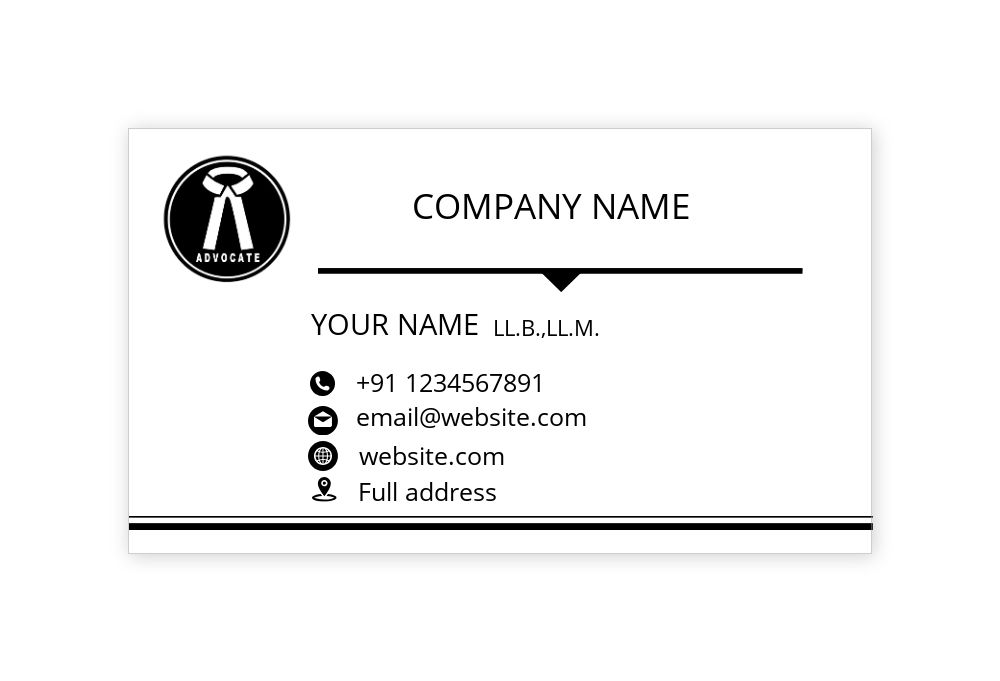 ADVOCATE
COMPANY NAME
YOUR NAME LL.B.,LL.M.
+91 1234567891
email@website.com
website.com
Full address